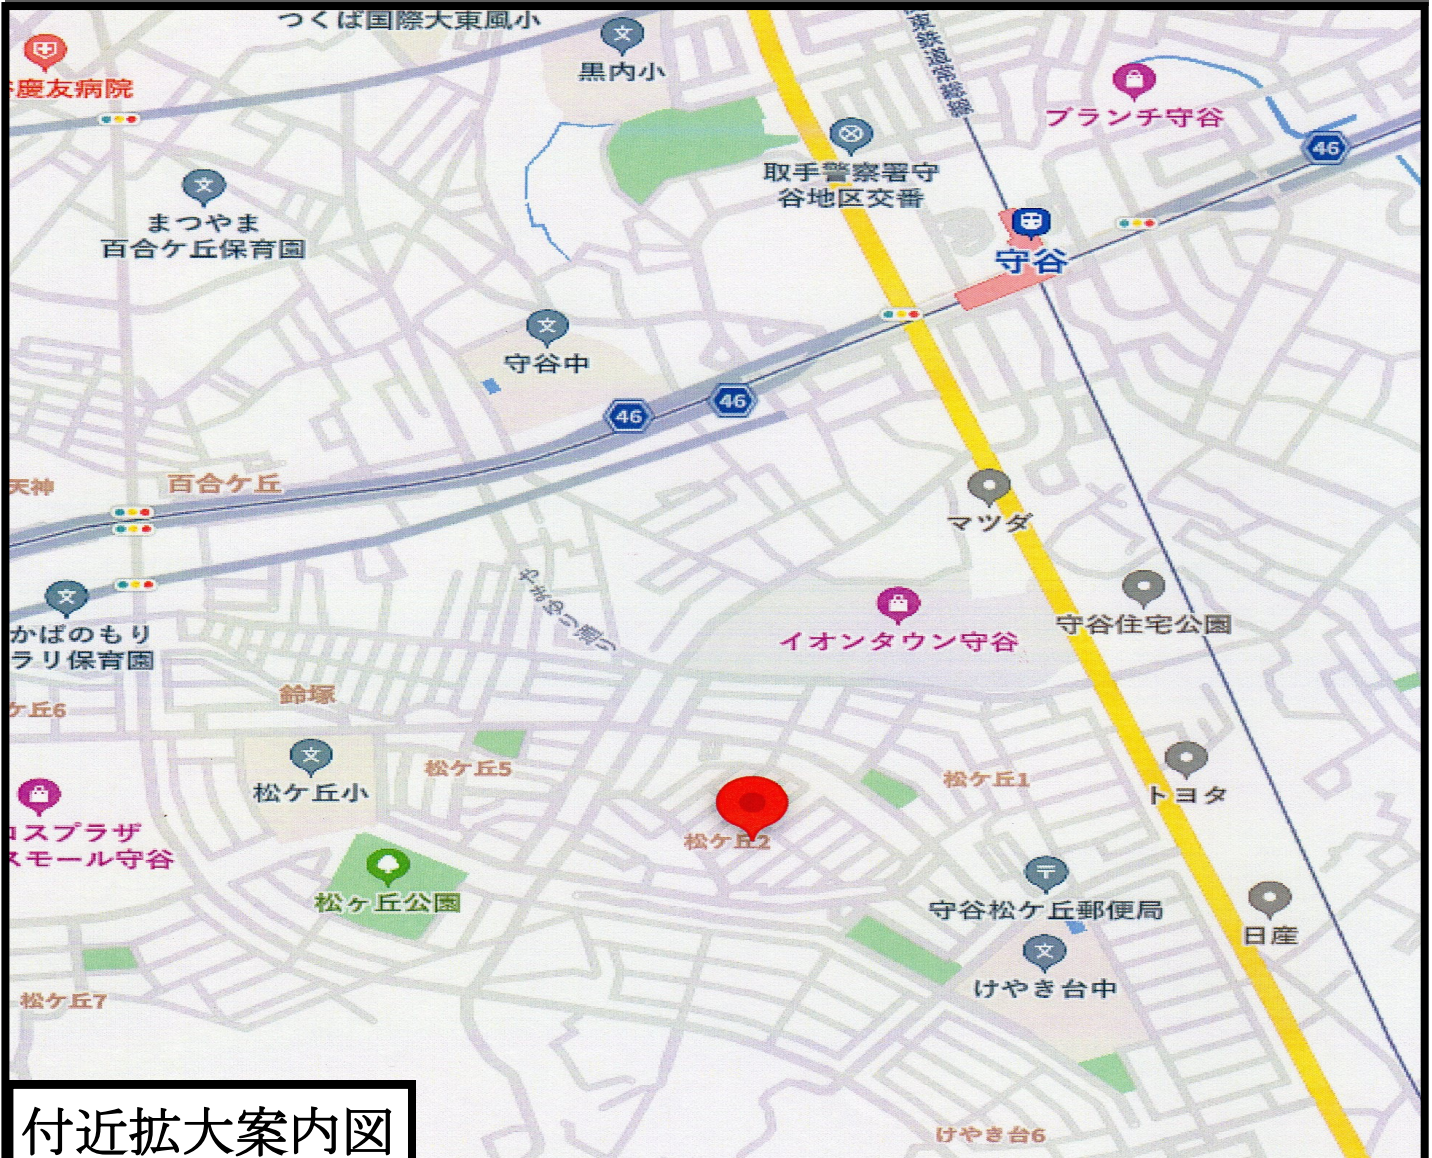 つくば国際大東風小
黒内小
慶友病院
関東鉄道常総線
ブランチ守谷
46
取手警察署守
谷地区交番
まつやま
百合ケ丘保育園
守谷
守谷中
46
46
天神
百合ケ丘
マツダ
やまゆり通り
かばのもり
ラリ保育園
イオンタウン守谷
守谷住宅公園
ケ丘6
鈴塚
松ケ丘小
松ケ丘5
松ケ丘1
トヨタ
コスプラザ
スモール守谷
松ケ丘2
松ヶ丘公園
守谷松ケ丘郵便局
日産
けやき台中
松ケ丘7
けやき台6
付近拡大案内図